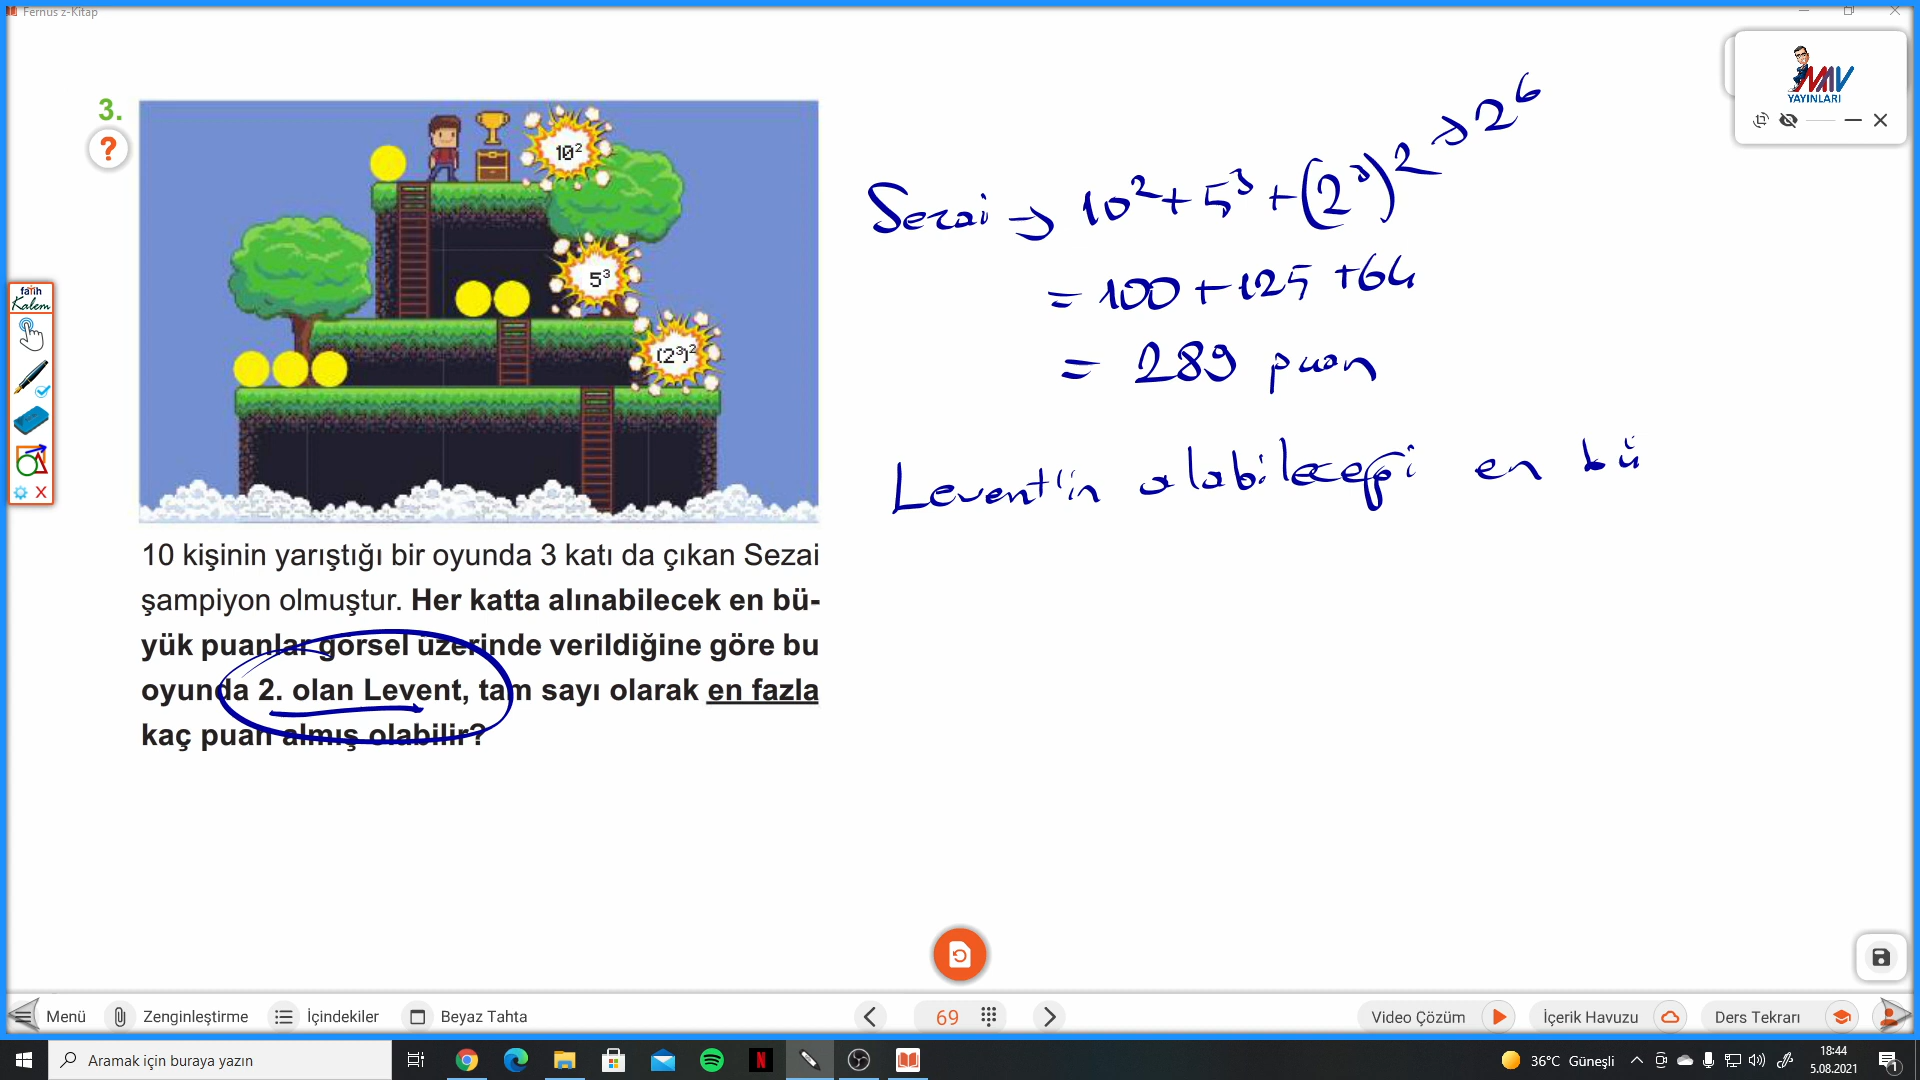 Fernus z-Kitap
MAV
YAYINLARI
3.
?
10²
5³
(2³)²
fatih
Kalem
Sezai → 10² + 5³ + (2³)² → 2⁶
= 100 + 125 + 64
= 289 puan
Levent'in alabileceği en bü
10 kişinin yarıştığı bir oyunda 3 katı da çıkan Sezai
şampiyon olmuştur. Her katta alınabilecek en bü-
yük puanlar görsel üzerinde verildiğine göre bu
oyunda 2. olan Levent, tam sayı olarak en fazla
kaç puan almış olabilir?
Menü Zenginleştirme İçindekiler Beyaz Tahta 69 Video Çözüm İçerik Havuzu Ders Tekrarı
Aramak için buraya yazın 36°C Güneşli 18:44
5.08.2021 1